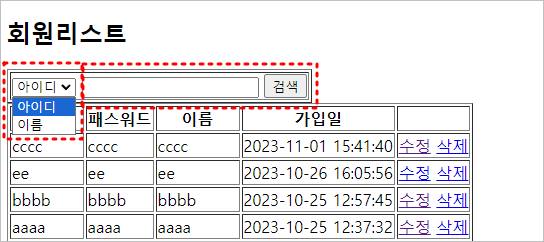 회원리스트
아이디 검색
아이디
이름
패스워드 이름 가입일
cccc cccc cccc 2023-11-01 15:41:40 수정 삭제
ee ee ee 2023-10-26 16:05:56 수정 삭제
bbbb bbbb bbbb 2023-10-25 12:57:45 수정 삭제
aaaa aaaa aaaa 2023-10-25 12:37:32 수정 삭제